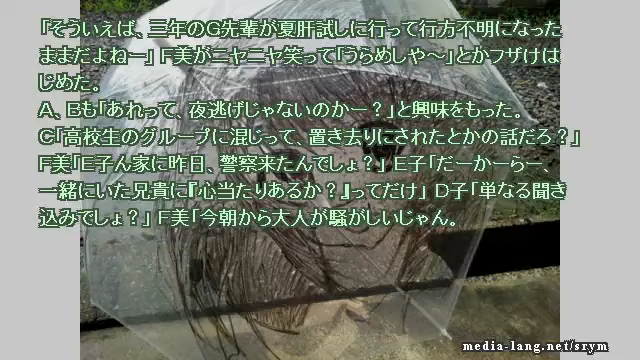 「そういえば、三年のG先輩が夏肝試しに行って行方不明になった
ままだよねー」 F美がニヤニヤ笑って「うらめしや～」とかフザけは
じめた。
A、Bも「あれって、夜逃げじゃないのかー？」と興味をもった。
C「高校生のグループに混じって、置き去りにされたとかの話だろ？」
F美「E子ん家に昨日、警察来たんでしょ？」 E子「だーかーらー、
一緒にいた兄貴に『心当たりあるか？』ってだけ」 D子「単なる聞き
込みでしょ？」 F美「今朝から大人が騒がしいじゃん。
media-lang.net/srym